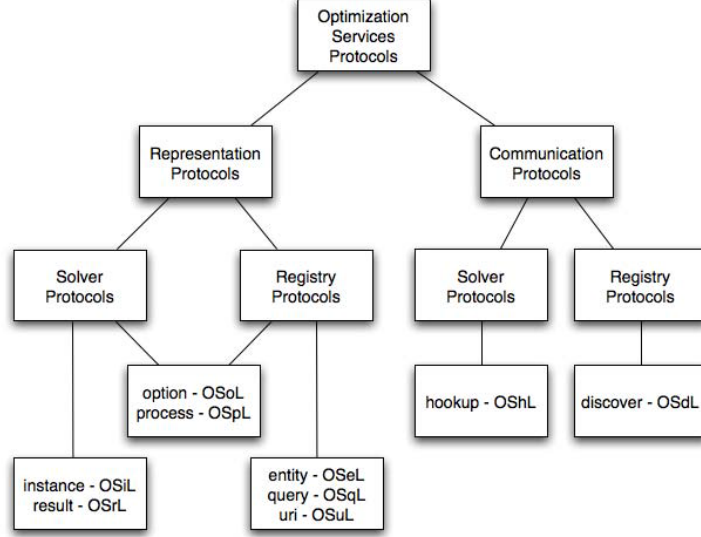 Optimization
Services
Protocols
Representation
Protocols
Communication
Protocols
Solver
Protocols
Registry
Protocols
Solver
Protocols
Registry
Protocols
option - OSoL
process - OSpL
hookup - OShL
discover - OSdL
instance - OSiL
result - OSrL
entity - OSeL
query - OSqL
uri - OSuL